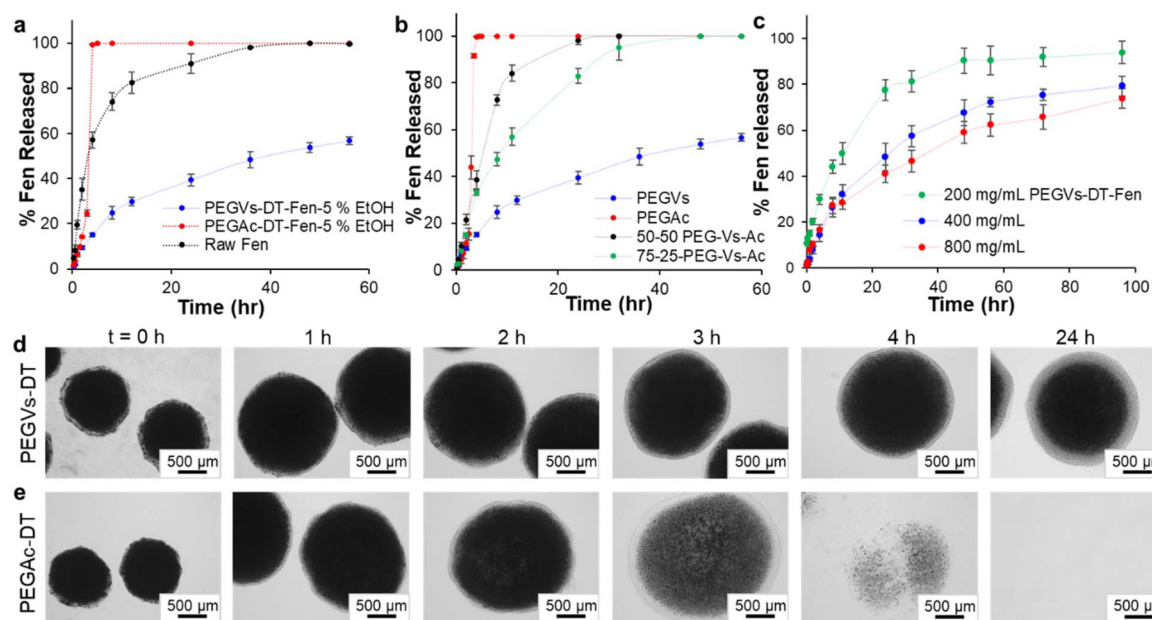 a
% Fen Released
100
80
60
40
20
0
0
20
40
60
Time (hr)
PEGVs-DT-Fen-5 % EtOH
PEGAc-DT-Fen-5 % EtOH
Raw Fen
b
% Fen Released
100
80
60
40
20
0
0
20
40
60
Time (hr)
PEGVs
PEGAc
50-50 PEG-Vs-Ac
75-25-PEG-Vs-Ac
c
% Fen released
100
80
60
40
20
0
0
20
40
60
80
100
Time (hr)
200 mg/mL PEGVs-DT-Fen
400 mg/mL
800 mg/mL
d
t = 0 h
1 h
2 h
3 h
4 h
24 h
PEGVs-DT
500 µm
500 µm
500 µm
500 µm
500 µm
500 µm
e
PEGAc-DT
500 µm
500 µm
500 µm
500 µm
500 µm
500 µm